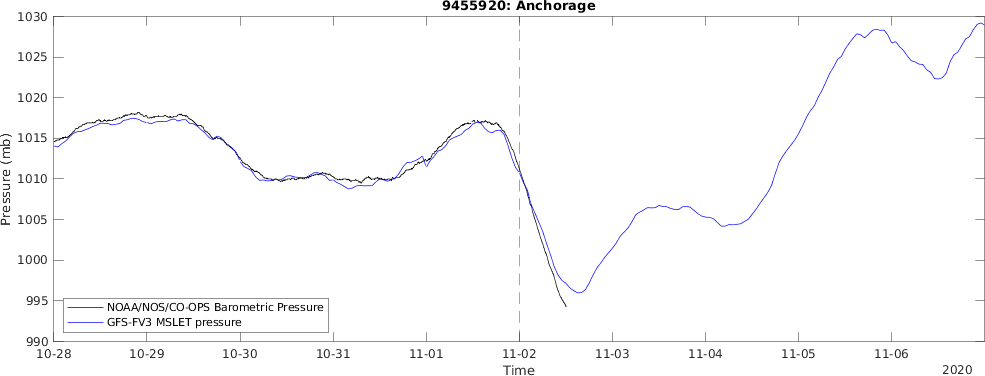 9455920: Anchorage
1030
1025
1020
1015
1010
1005
1000
995
990
Pressure (mb)
NOAA/NOS/CO-OPS Barometric Pressure
GFS-FV3 MSLET pressure
10-28 10-29 10-30 10-31 11-01 11-02 11-03 11-04 11-05 11-06
Time
2020